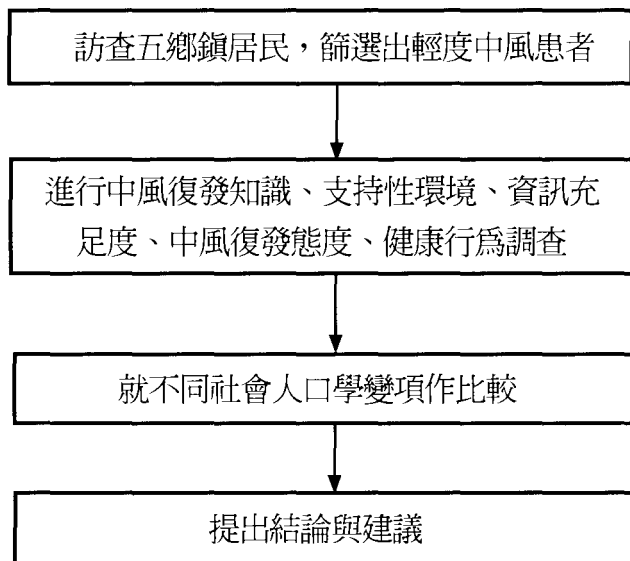 訪查五鄉鎮居民，篩選出輕度中風患者
進行中風復發知識、支持性環境、資訊充
足度、中風復發態度、健康行爲調查
就不同社會人口學變項作比較
提出結論與建議